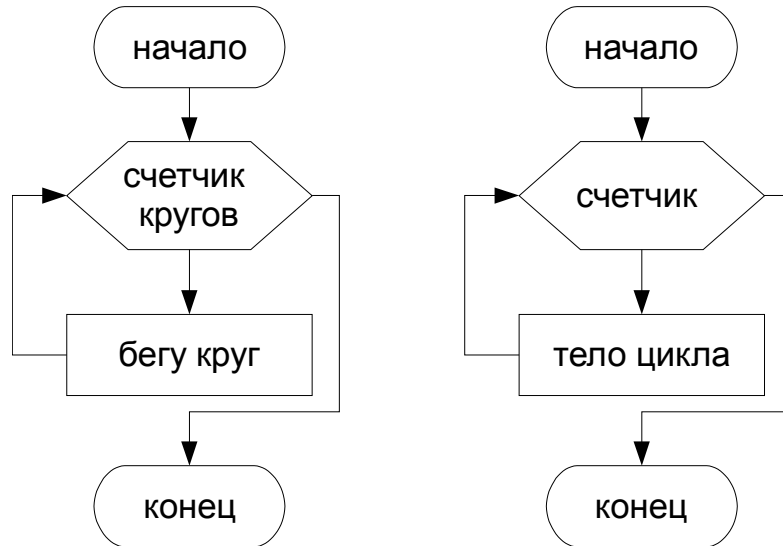 начало
счетчик
кругов
бегу круг
конец
начало
счетчик
тело цикла
конец